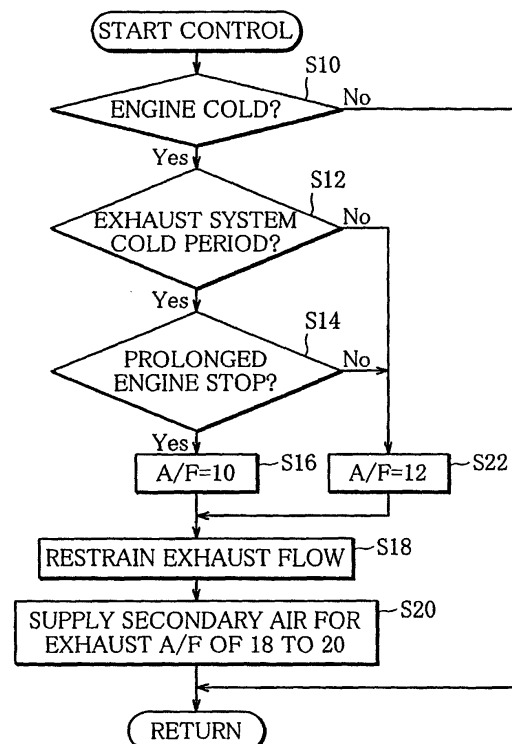 START CONTROL
S10
ENGINE COLD?
No
Yes
S12
EXHAUST SYSTEM
COLD PERIOD?
No
Yes
S14
PROLONGED
ENGINE STOP?
No
Yes
A/F=10
S16
A/F=12
S22
RESTRAIN EXHAUST FLOW
S18
SUPPLY SECONDARY AIR FOR
EXHAUST A/F OF 18 TO 20
S20
RETURN